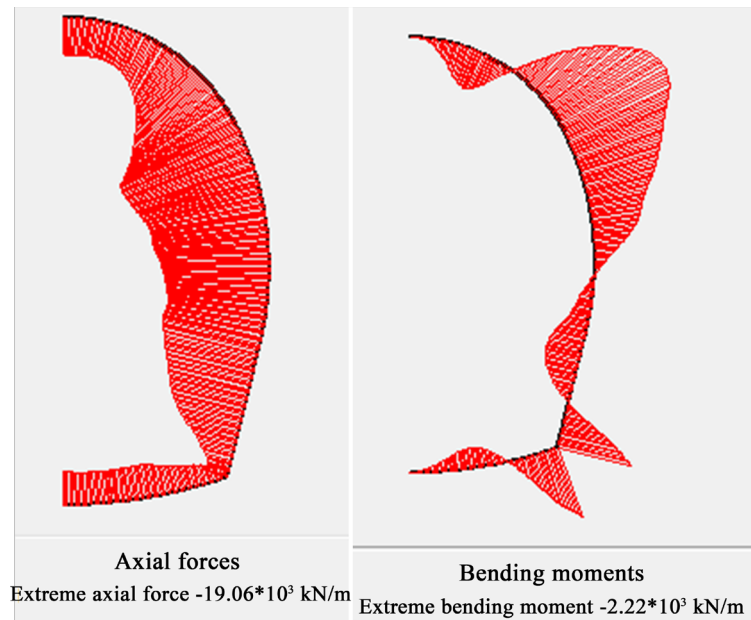 Axial forces
Extreme axial force -19.06*10³ kN/m
Bending moments
Extreme bending moment -2.22*10³ kN/m